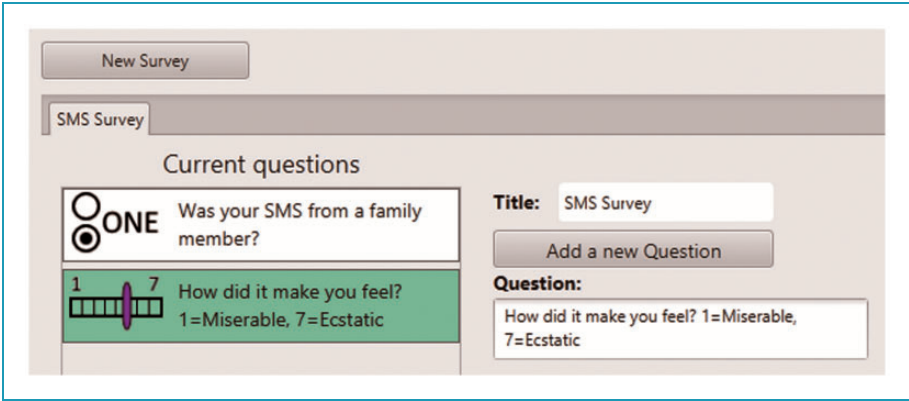 New Survey
SMS Survey
Current questions
ONE
Was your SMS from a family
member?
1 7
How did it make you feel?
1=Miserable, 7=Ecstatic
Title: SMS Survey
Add a new Question
Question:
How did it make you feel? 1=Miserable,
7=Ecstatic